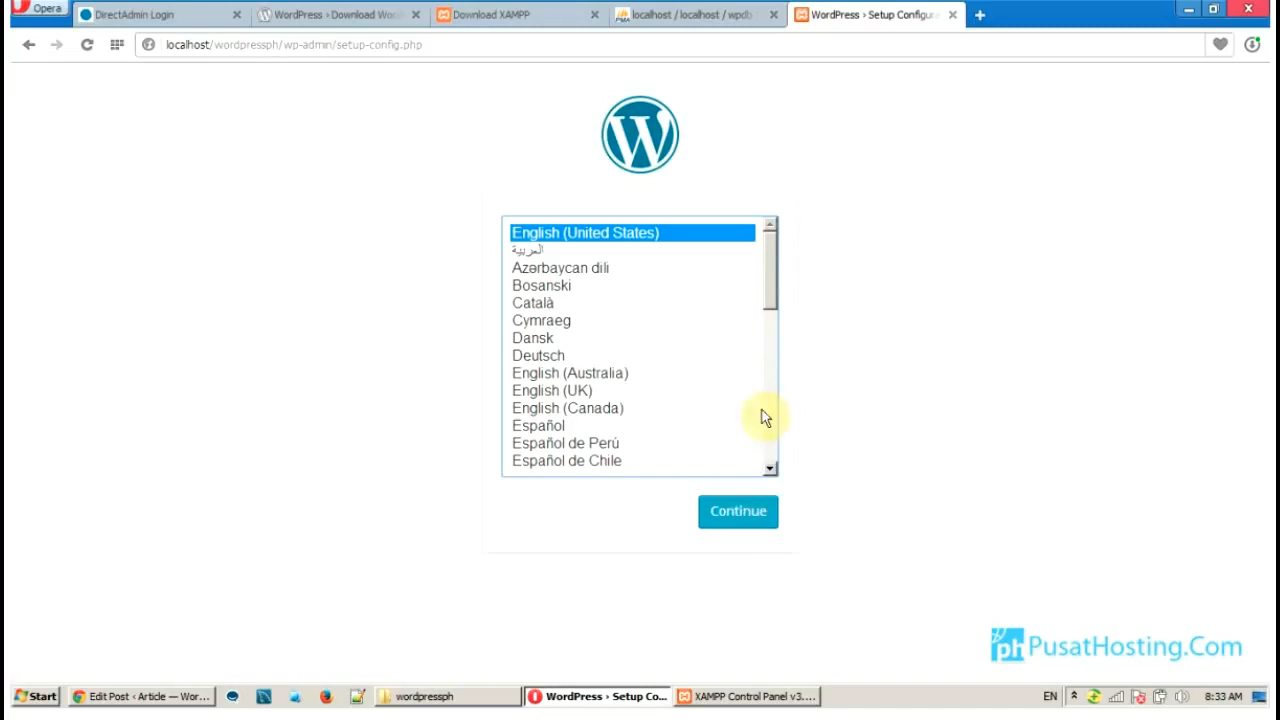 Opera
DirectAdmin Login
WordPress › Download Woo
Download XAMPP
localhost / localhost / wpdb
WordPress › Setup Configura
localhost/wordpressph/wp-admin/setup-config.php
W
English (United States)
العربية
Azərbaycan dili
Bosanski
Català
Cymraeg
Dansk
Deutsch
English (Australia)
English (UK)
English (Canada)
Español
Español de Perú
Español de Chile
Continue
ph PusatHosting.Com
Start
Edit Post ‹ Article — Wor...
wordpressph
WordPress › Setup Co...
XAMPP Control Panel v3....
EN
8:33 AM